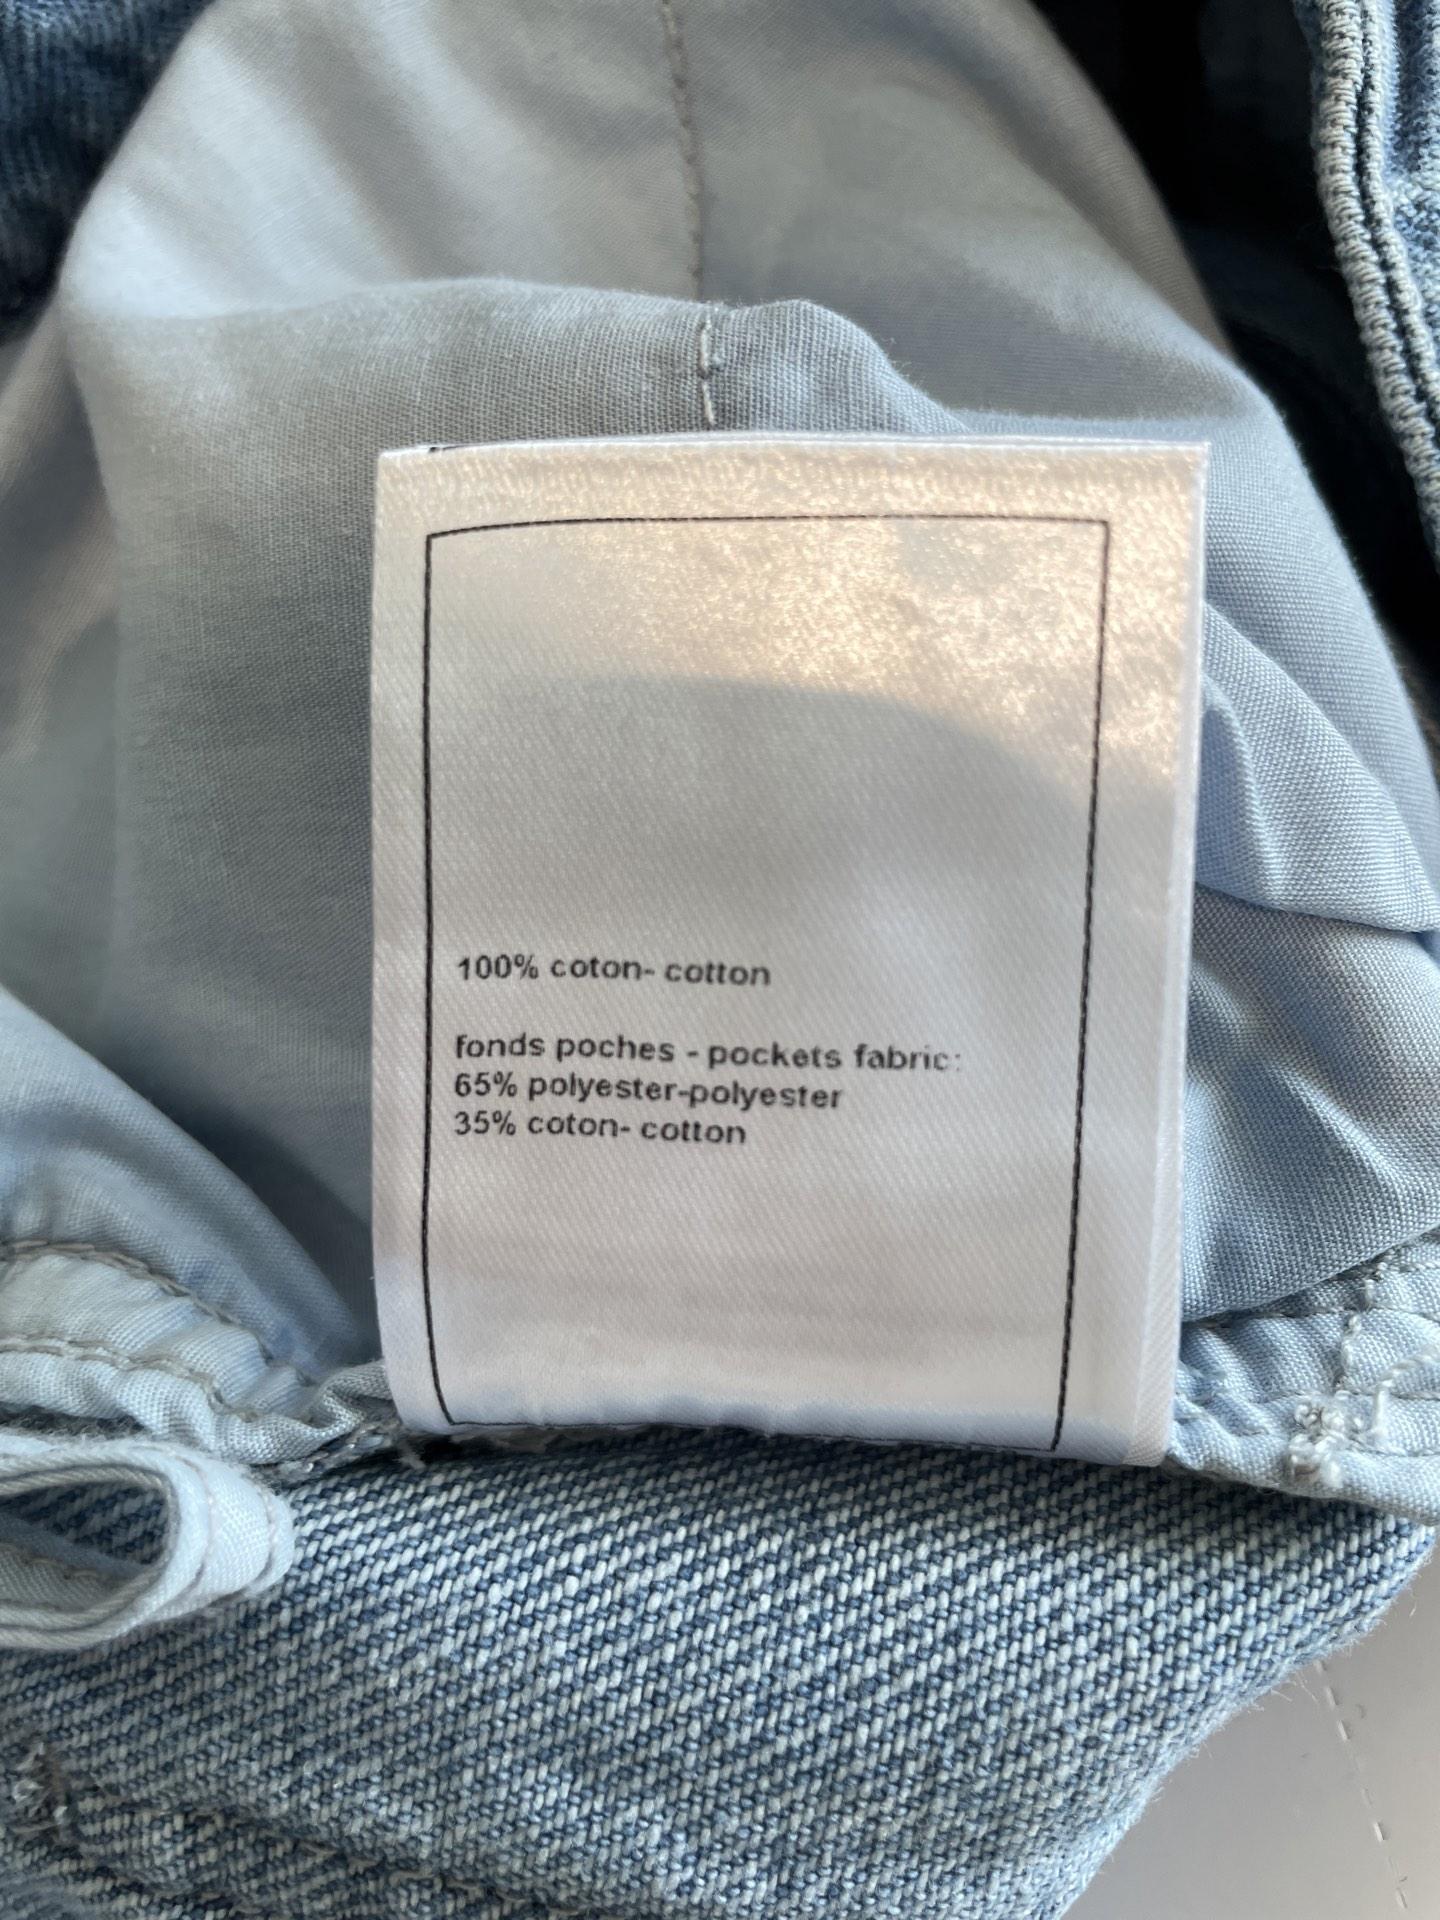 100% coton- cotton
fonds poches - pockets fabric:
65% polyester-polyester
35% coton- cotton